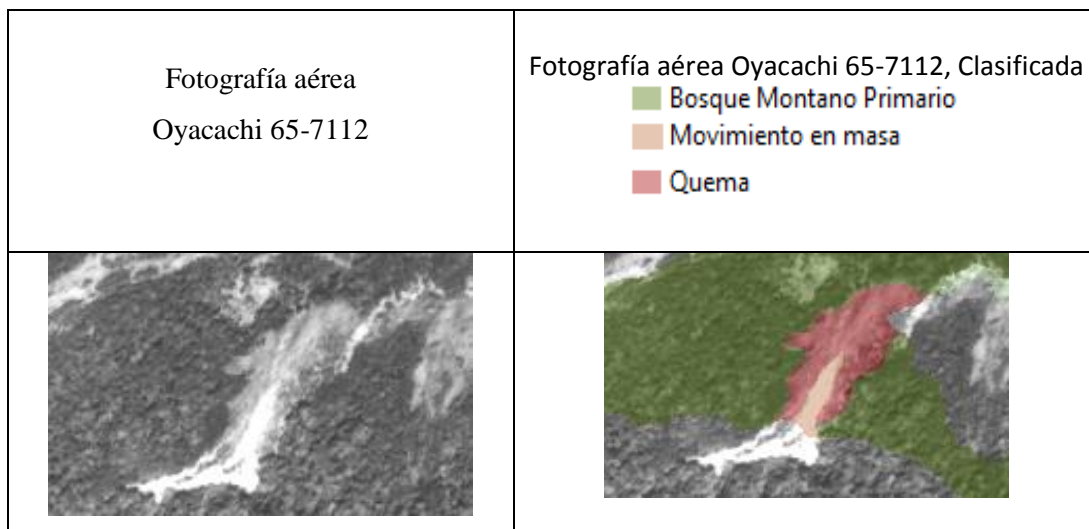 Fotografía aérea
Oyacachi 65-7112
Fotografía aérea Oyacachi 65-7112, Clasificada
Bosque Montano Primario
Movimiento en masa
Quema